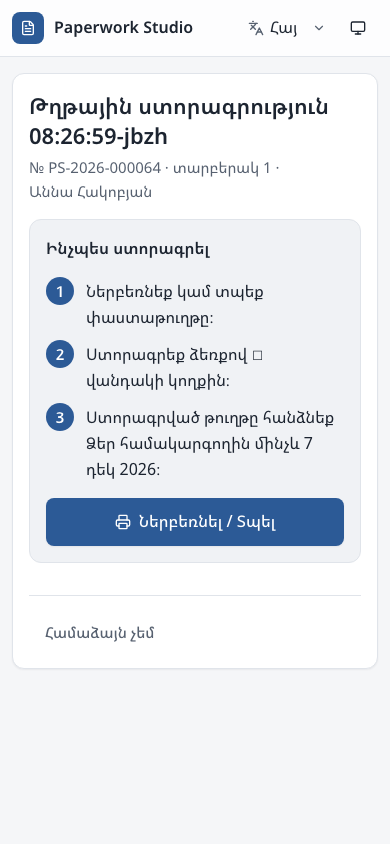 Paperwork Studio
Հայ
Թղթային ստորագրություն
08:26:59-jbzh
№ PS-2026-000064 · տարբերակ 1 ·
Աննա Հակոբյան
Ինչպես ստորագրել
1 Ներբեռնեք կամ տպեք
փաստաթուղթը։
2 Ստորագրեք ձեռքով □
վանդակի կողքին։
3 Ստորագրված թուղթը հանձնեք
Ձեր համակարգողին մինչև 7
դեկ 2026։
Ներբեռնել / Տպել
Համաձայն չեմ